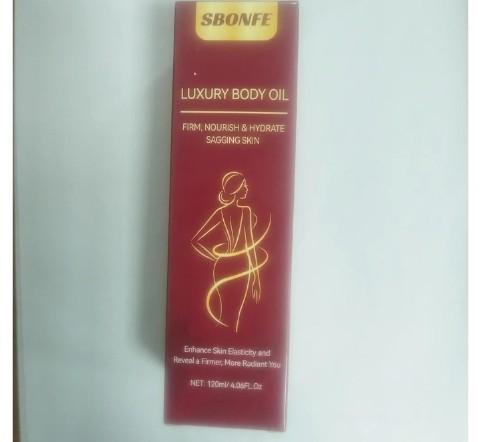 SBONFE
LUXURY BODY OIL
FIRM, NOURISH & HYDRATE
SAGGING SKIN
Enhance Skin Elasticity and
Reveal a Firmer, More Radiant You
NET: 120ml/ 4.06FL.Oz